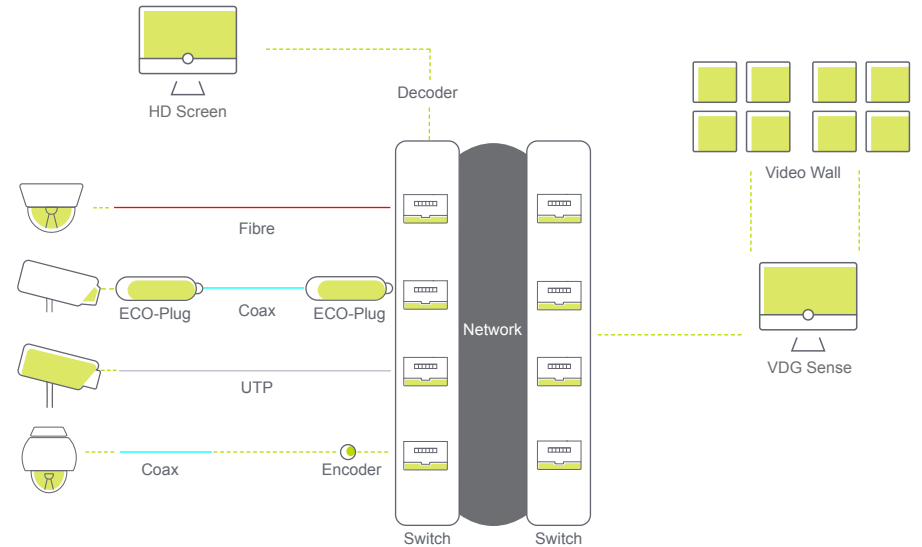 HD Screen
Decoder
Video Wall
Fibre
ECO-Plug
Coax
ECO-Plug
Network
UTP
VDG Sense
Coax
Encoder
Switch
Switch